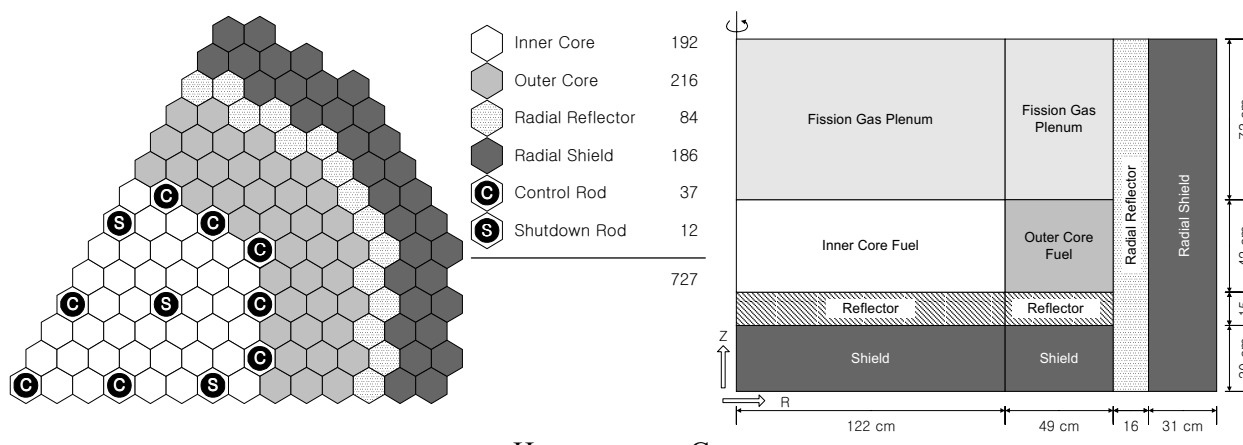 Inner Core 192
Outer Core 216
Radial Reflector 84
Radial Shield 186
C Control Rod 37
S Shutdown Rod 12
727
C
S C
C
C S C
C
C C S
Fission Gas Plenum
Fission Gas
Plenum
Inner Core Fuel
Outer Core
Fuel
Reflector
Reflector
Shield
Shield
Radial Reflector
Radial Shield
Z
R
122 cm
49 cm
16
31 cm